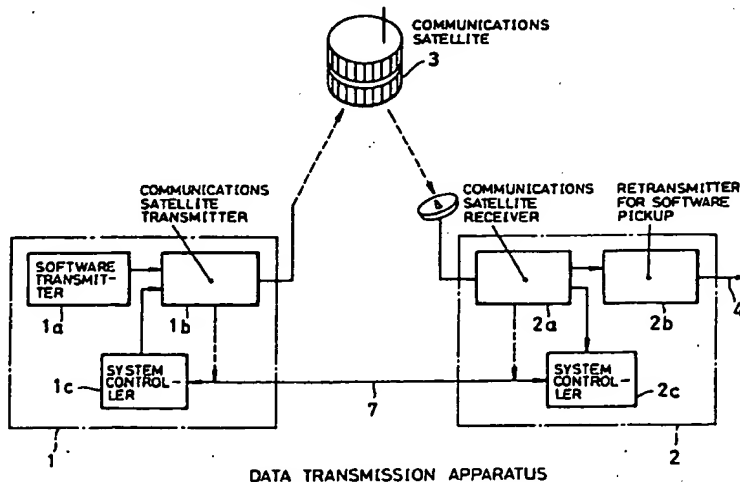 COMMUNICATIONS
SATELLITE
3
COMMUNICATIONS
SATELLITE
TRANSMITTER
COMMUNICATIONS
SATELLITE
RECEIVER
RETRANSMITTER
FOR SOFTWARE
PICKUP
SOFTWARE
TRANSMIT-
TER
1a
1b
2a
2b
4
SYSTEM
CONTROL-
LER
1c
SYSTEM
CONTROL-
LER
2c
7
1
2
DATA TRANSMISSION APPARATUS